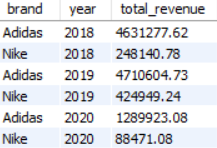 brand year total_revenue
Adidas 2018 4631277.62
Nike 2018 248140.78
Adidas 2019 4710604.73
Nike 2019 424949.24
Adidas 2020 1289923.08
Nike 2020 88471.08